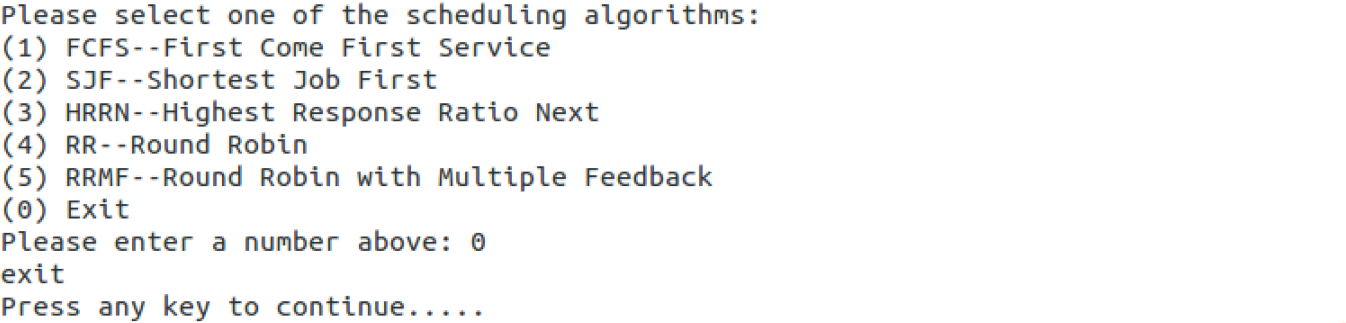 Please select one of the scheduling algorithms:
(1) FCFS--First Come First Service
(2) SJF--Shortest Job First
(3) HRRN--Highest Response Ratio Next
(4) RR--Round Robin
(5) RRMF--Round Robin with Multiple Feedback
(0) Exit
Please enter a number above: 0
exit
Press any key to continue.....